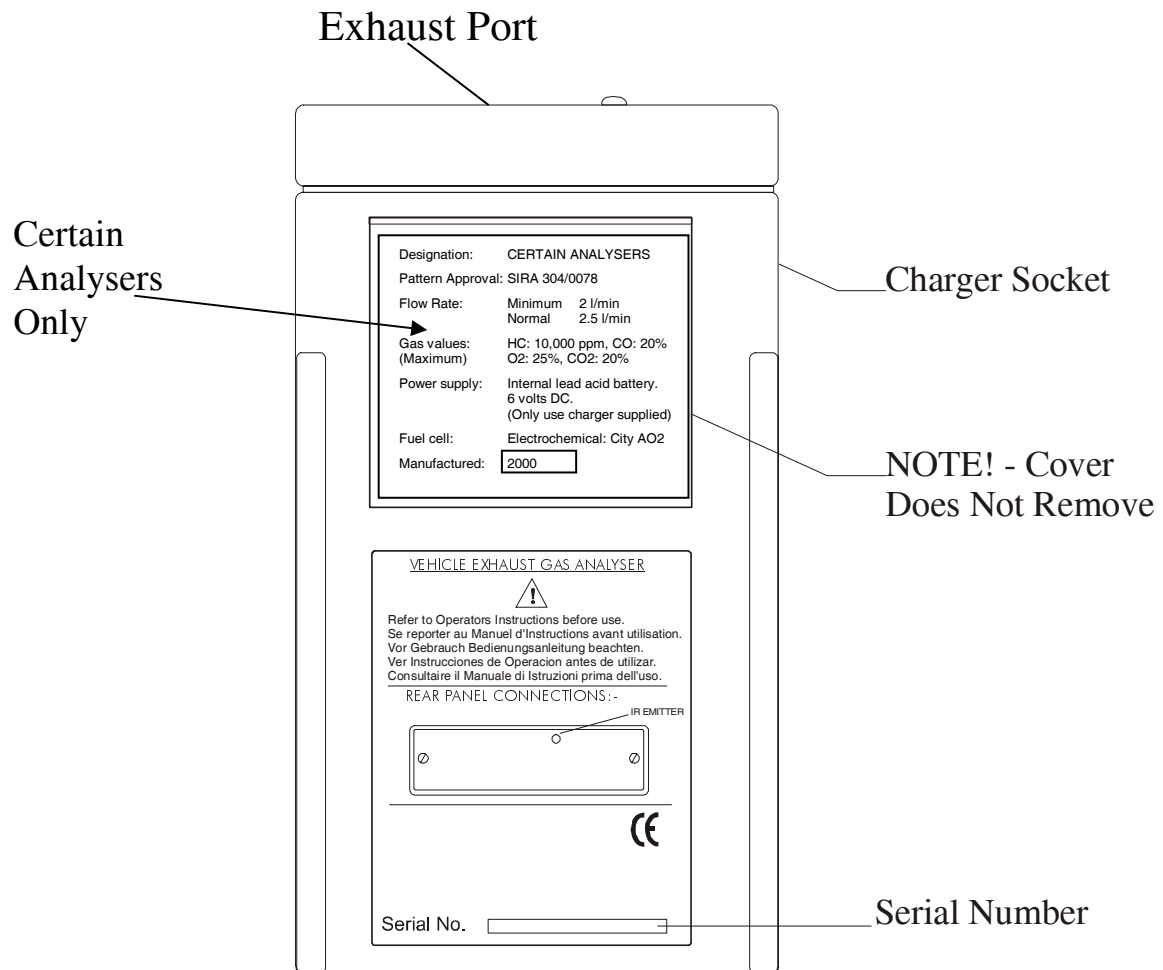 Exhaust Port
Certain
Analysers
Only
Designation: CERTAIN ANALYSERS
Pattern Approval: SIRA 304/0078
Flow Rate: Minimum 2 l/min
Normal 2.5 l/min
Gas values: HC: 10,000 ppm, CO: 20%
(Maximum) O2: 25%, CO2: 20%
Power supply: Internal lead acid battery.
6 volts DC.
(Only use charger supplied)
Fuel cell: Electrochemical: City AO2
Manufactured: 2000
Charger Socket
NOTE! - Cover
Does Not Remove
VEHICLE EXHAUST GAS ANALYSER
!
Refer to Operators Instructions before use.
Se reporter au Manuel d'Instructions avant utilisation.
Vor Gebrauch Bedienungsanleitung beachten.
Ver Instrucciones de Operacion antes de utilizar.
Consultaire il Manuale di Istruzioni prima dell'uso.
REAR PANEL CONNECTIONS:-
IR EMITTER
CE
Serial No.
Serial Number